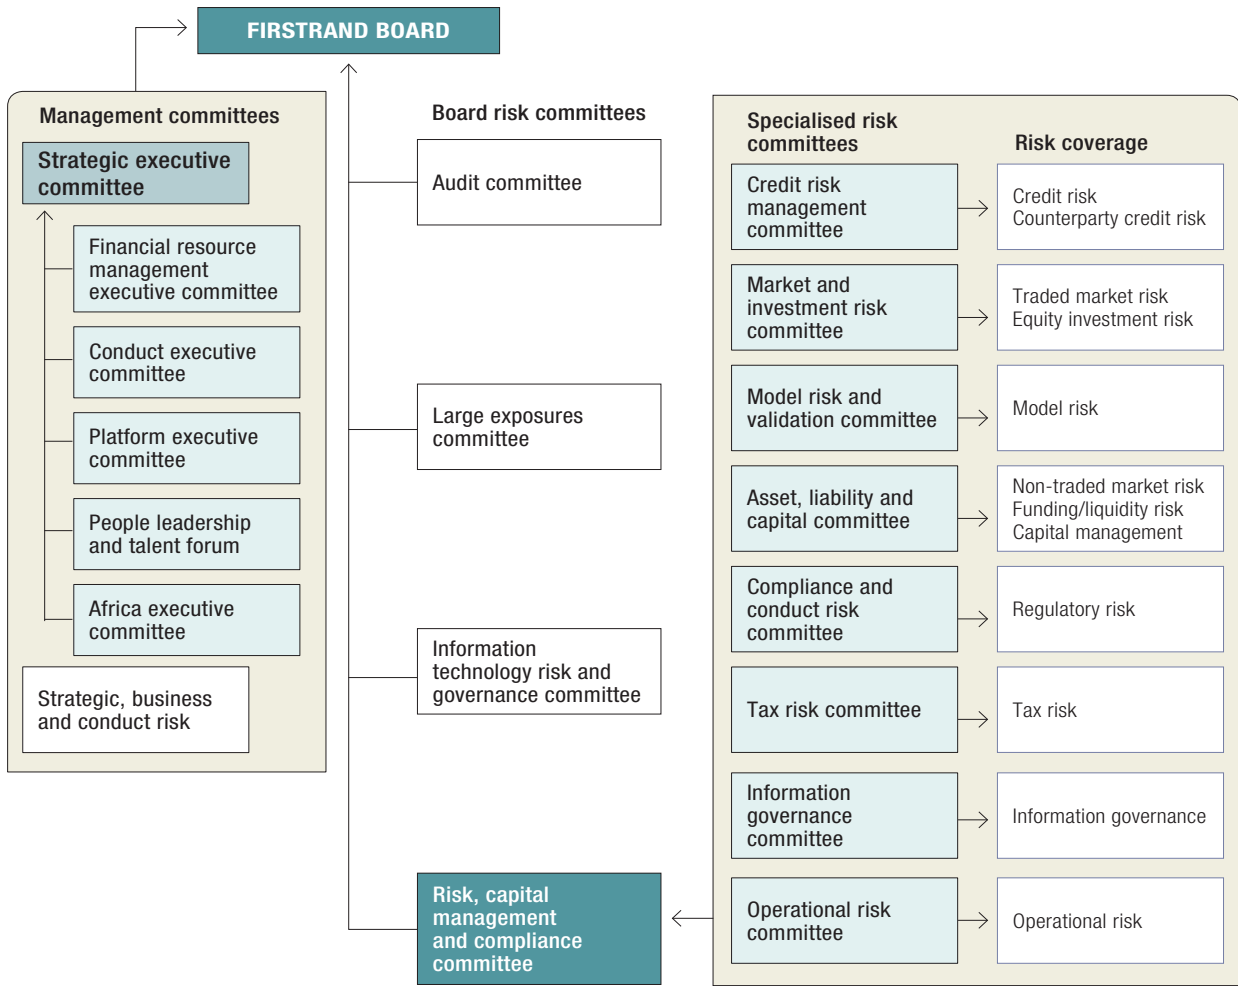 FIRSTRAND BOARD
Management committees
Strategic executive
committee
Financial resource
management
executive committee
Conduct executive
committee
Platform executive
committee
People leadership
and talent forum
Africa executive
committee
Strategic, business
and conduct risk
Board risk committees
Audit committee
Large exposures
committee
Information
technology risk and
governance committee
Risk, capital
management
and compliance
committee
Specialised risk
committees
Risk coverage
Credit risk
management
committee
Credit risk
Counterparty credit risk
Market and
investment risk
committee
Traded market risk
Equity investment risk
Model risk and
validation committee
Model risk
Asset, liability and
capital committee
Non-traded market risk
Funding/liquidity risk
Capital management
Compliance and
conduct risk
committee
Regulatory risk
Tax risk committee
Tax risk
Information
governance
committee
Information governance
Operational risk
committee
Operational risk